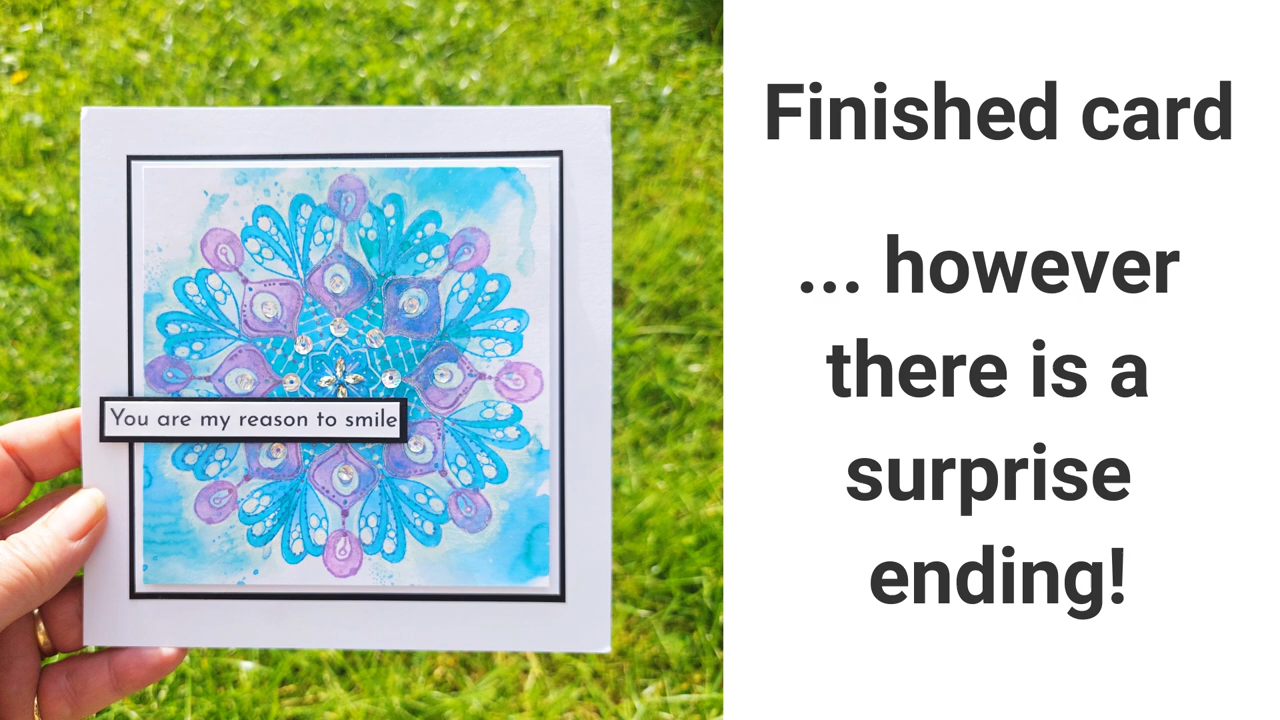 You are my reason to smile
Finished card
... however
there is a
surprise
ending!